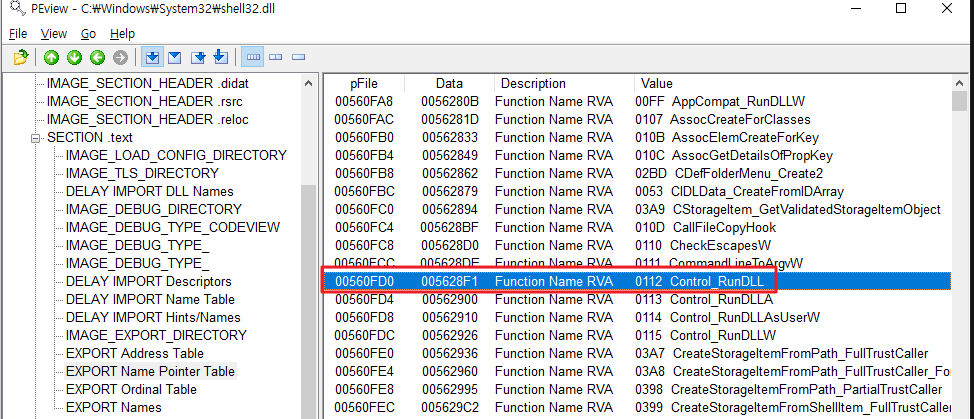 PEview - C:₩Windows₩System32₩shell32.dll
File View Go Help
IMAGE_SECTION_HEADER .didat
IMAGE_SECTION_HEADER .rsrc
IMAGE_SECTION_HEADER .reloc
SECTION .text
IMAGE_LOAD_CONFIG_DIRECTORY
IMAGE_TLS_DIRECTORY
DELAY IMPORT DLL Names
IMAGE_DEBUG_DIRECTORY
IMAGE_DEBUG_TYPE_CODEVIEW
IMAGE_DEBUG_TYPE_
IMAGE_DEBUG_TYPE_
DELAY IMPORT Descriptors
DELAY IMPORT Name Table
DELAY IMPORT Hints/Names
IMAGE_EXPORT_DIRECTORY
EXPORT Address Table
EXPORT Name Pointer Table
EXPORT Ordinal Table
EXPORT Names
pFile Data Description Value
00560FA8 0056280B Function Name RVA 00FF AppCompat_RunDLLW
00560FAC 0056281D Function Name RVA 0107 AssocCreateForClasses
00560FB0 00562833 Function Name RVA 010B AssocElemCreateForKey
00560FB4 00562849 Function Name RVA 010C AssocGetDetailsOfPropKey
00560FB8 00562862 Function Name RVA 02BD CDefFolderMenu_Create2
00560FBC 00562879 Function Name RVA 0053 CIDLData_CreateFromIDArray
00560FC0 00562894 Function Name RVA 03A9 CStorageItem_GetValidatedStorageItemObject
00560FC4 005628BF Function Name RVA 010D CallFileCopyHook
00560FC8 005628D0 Function Name RVA 0110 CheckEscapesW
00560FCC 005628DE Function Name RVA 0111 CommandLineToArgvW
00560FD0 005628F1 Function Name RVA 0112 Control_RunDLL
00560FD4 00562900 Function Name RVA 0113 Control_RunDLLA
00560FD8 00562910 Function Name RVA 0114 Control_RunDLLAsUserW
00560FDC 00562926 Function Name RVA 0115 Control_RunDLLW
00560FE0 00562936 Function Name RVA 03A7 CreateStorageItemFromPath_FullTrustCaller
00560FE4 00562960 Function Name RVA 03A8 CreateStorageItemFromPath_FullTrustCaller_Fo
00560FE8 00562995 Function Name RVA 0398 CreateStorageItemFromPath_PartialTrustCaller
00560FEC 005629C2 Function Name RVA 0399 CreateStorageItemFromShellItem_FullTrustCaller